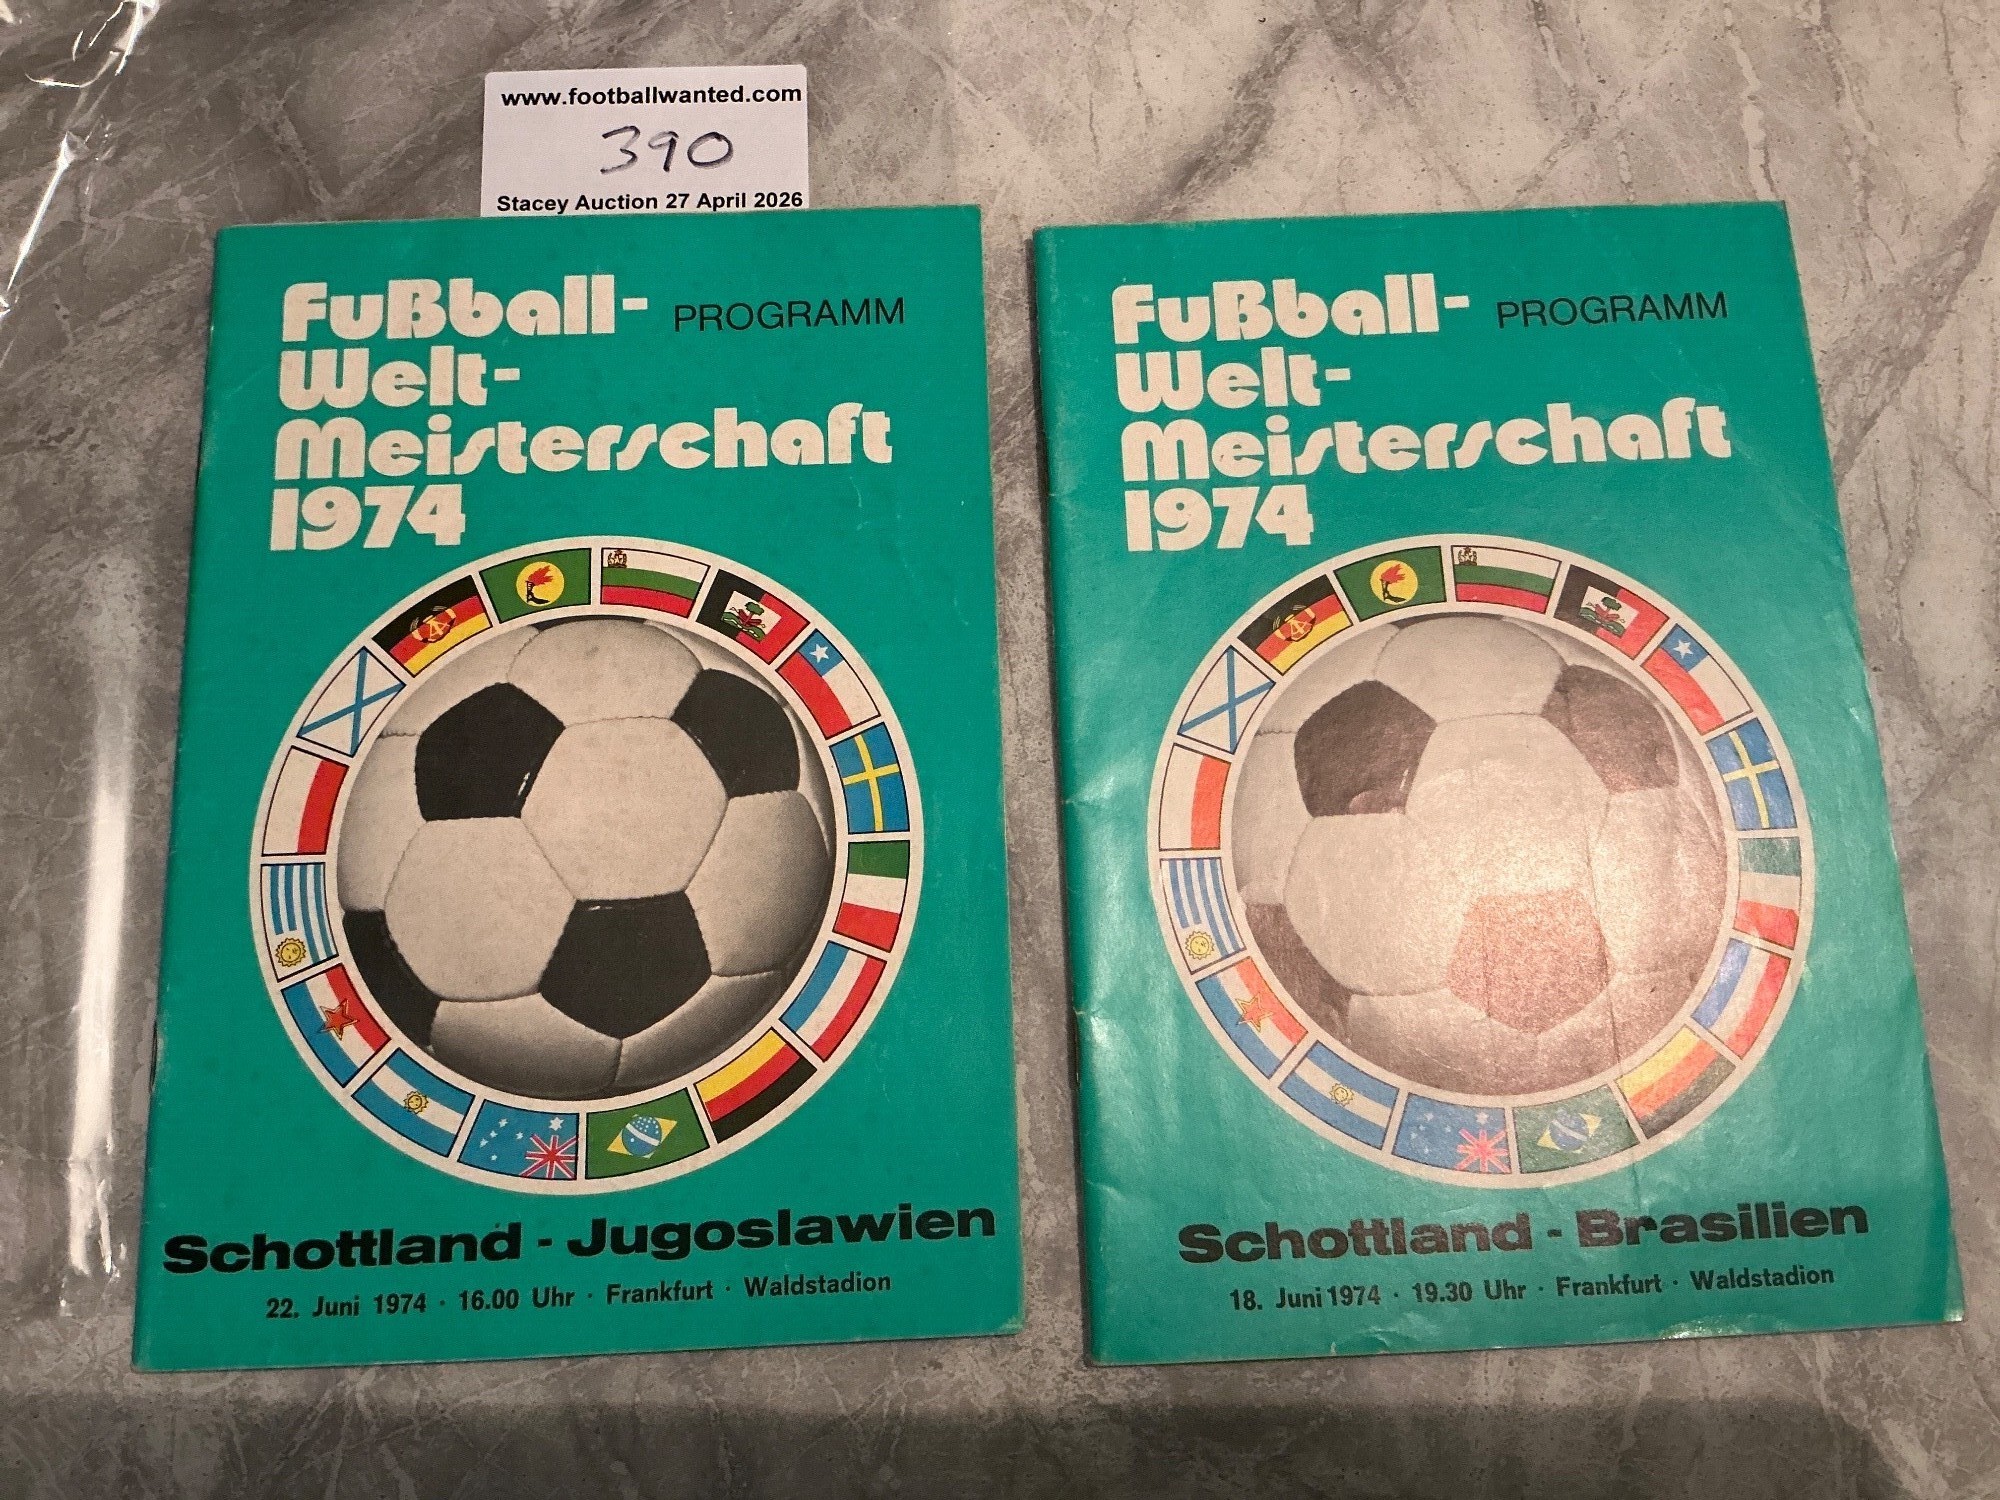 www.footballwanted.com
390
Stacey Auction 27 April 2026
Fußball-
PROGRAMM
Welt-
Meisterschaft
1974
Schottland - Jugoslawien
22. Juni 1974 · 16.00 Uhr · Frankfurt · Waldstadion
Fußball-
PROGRAMM
Welt-
Meisterschaft
1974
Schottland - Brasilien
18. Juni 1974 · 19.30 Uhr · Frankfurt · Waldstadion